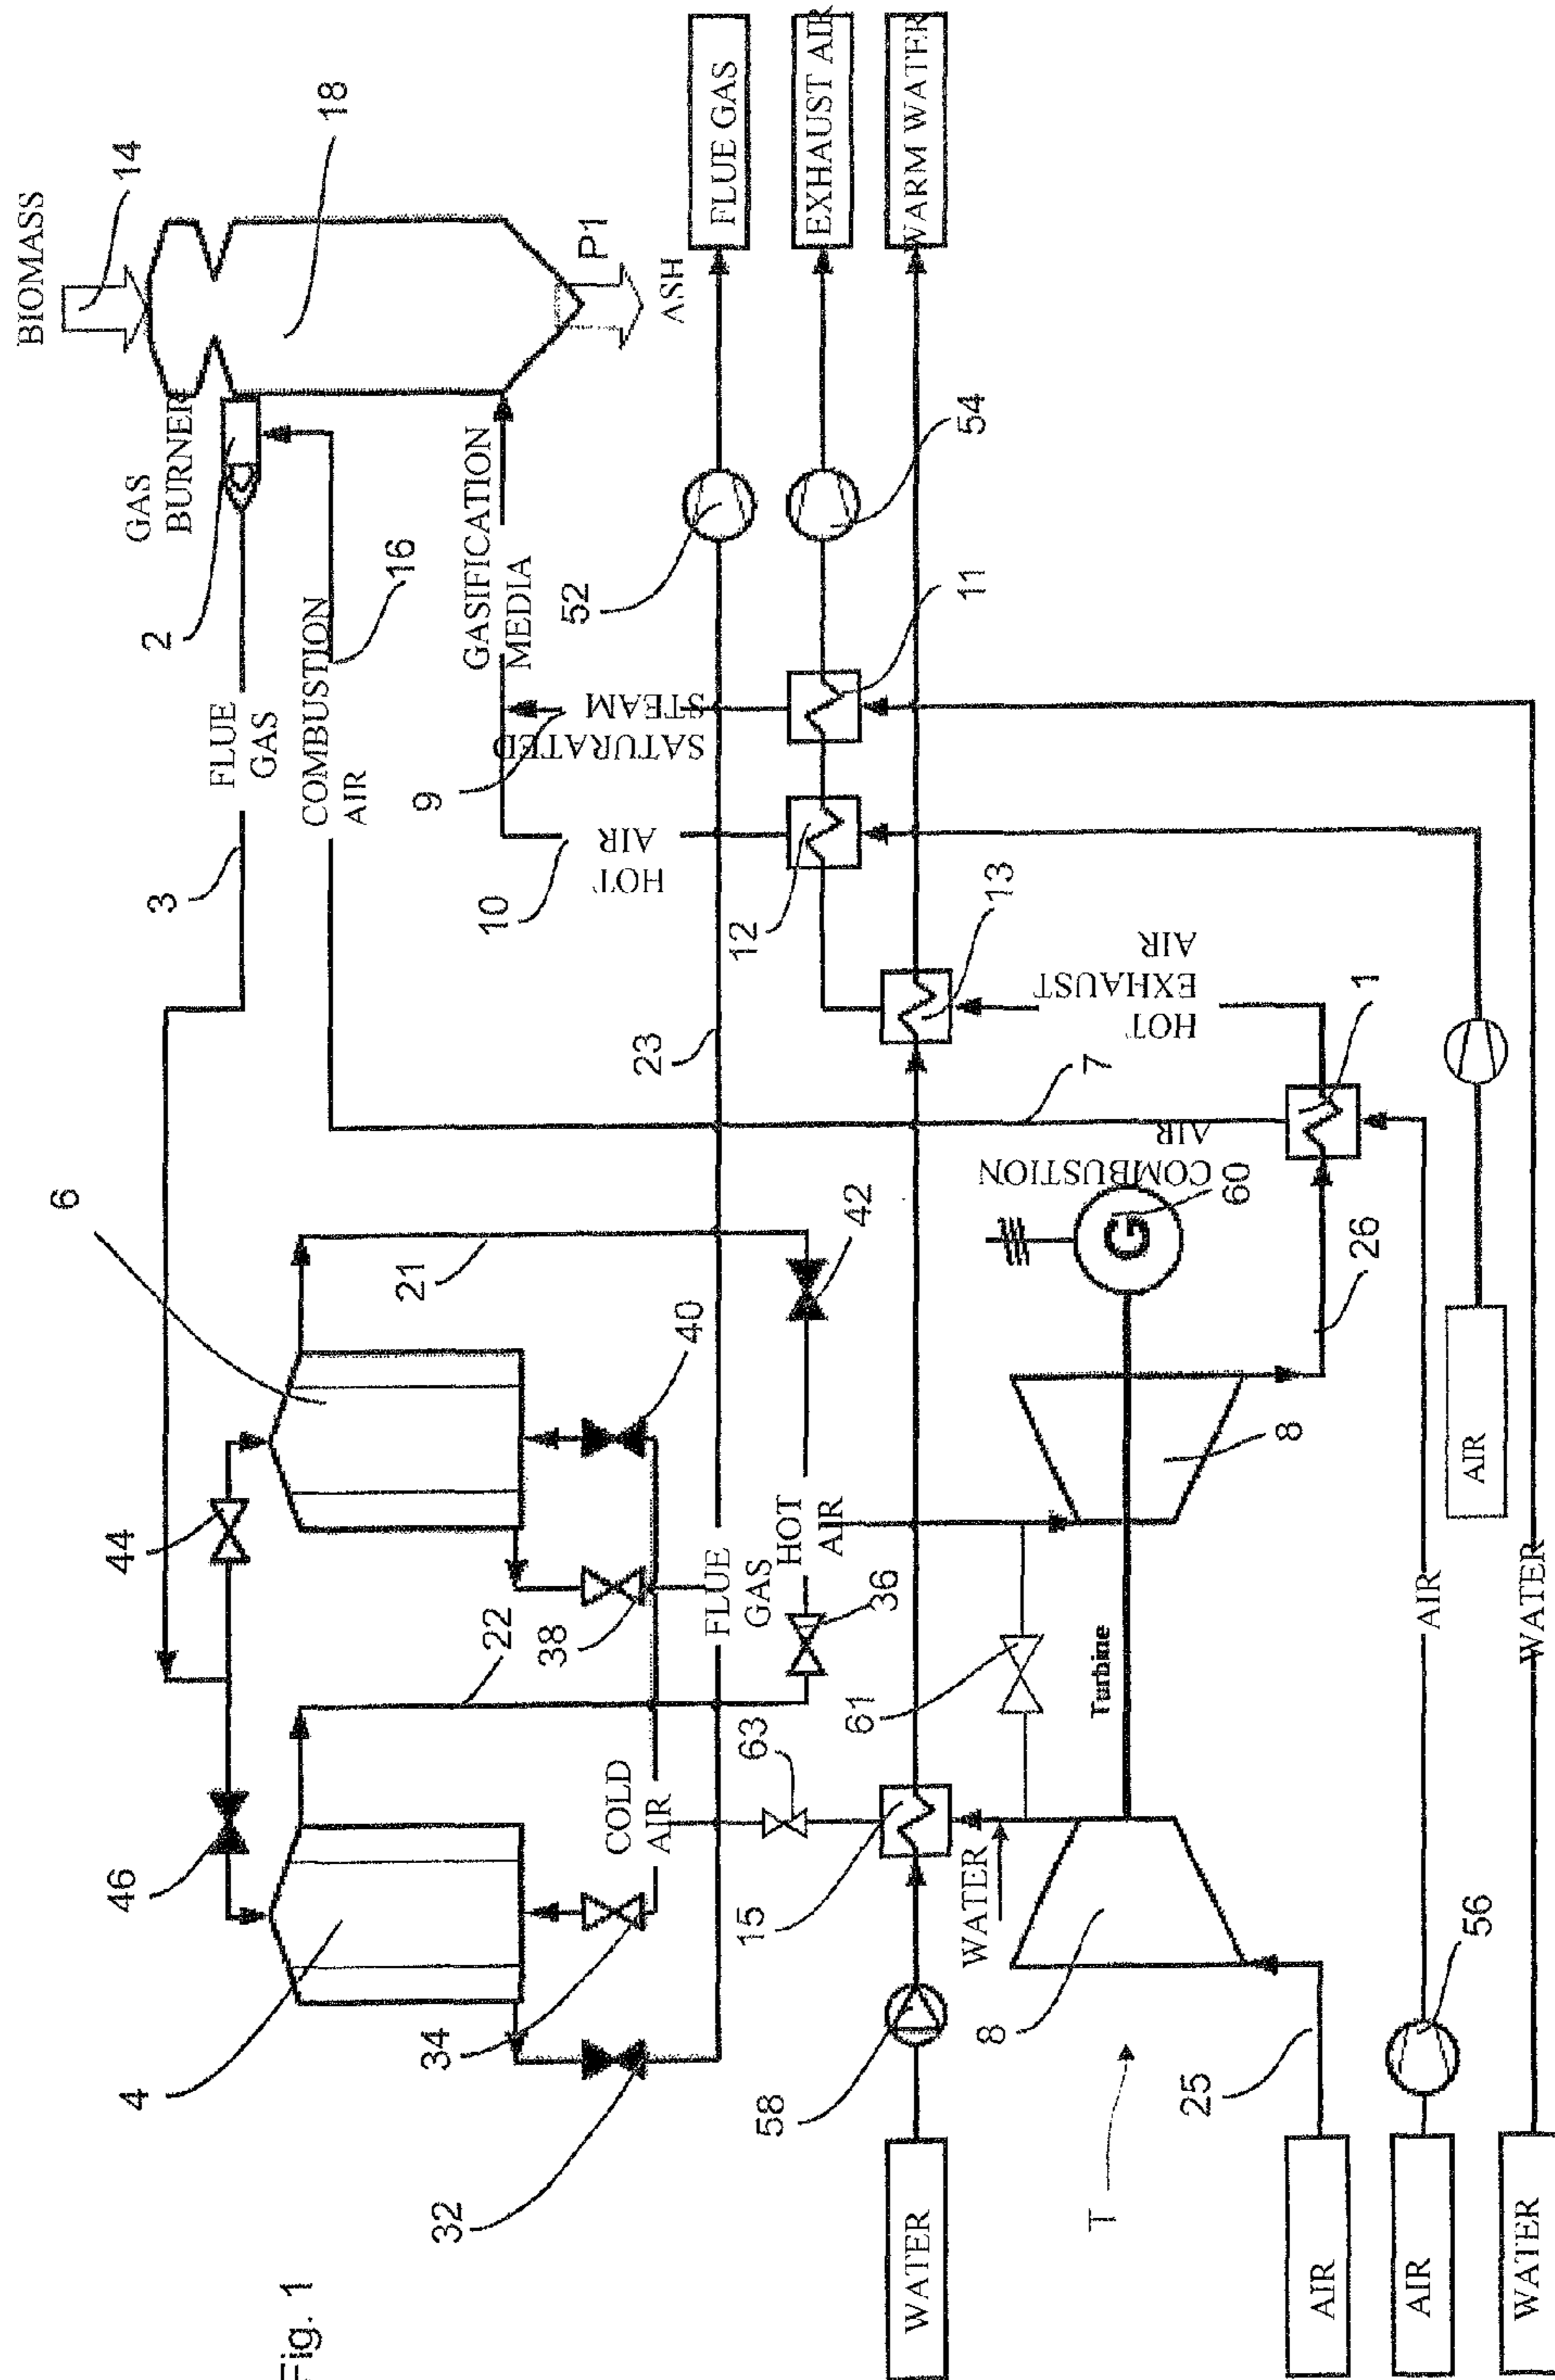 Fig. 1
BIOMASS
14
18
P1
ASH
GAS
BURNER
2
3
FLUE
GAS
COMBUSTION
AIR
16
GASIFICATION
MEDIA
SATURATED
STEAM
9
HOT
AIR
10
FLUE GAS
EXHAUST AIR
WARM WATER
52
54
11
12
13
HOT
EXHAUST
AIR
1
7
23
COMBUSTION
AIR
60
G
26
6
21
42
40
44
38
22
FLUE
GAS
HOT
AIR
36
61
63
46
4
COLD
AIR
34
32
15
WATER
58
8
8
Turbine
T
25
56
AIR
AIR
WATER
WATER
AIR
AIR
WATER